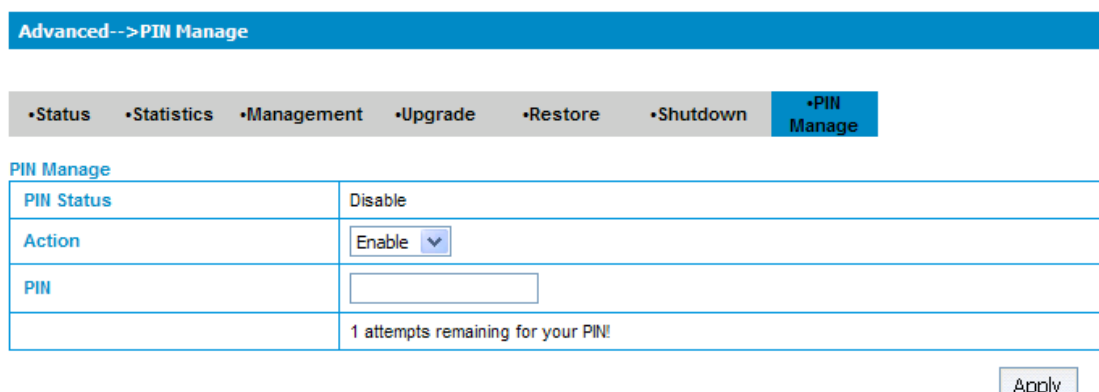 Advanced-->PIN Manage
•Status •Statistics •Management •Upgrade •Restore •Shutdown •PIN Manage
PIN Manage
PIN Status Disable
Action Enable
PIN
1 attempts remaining for your PIN!
Apply